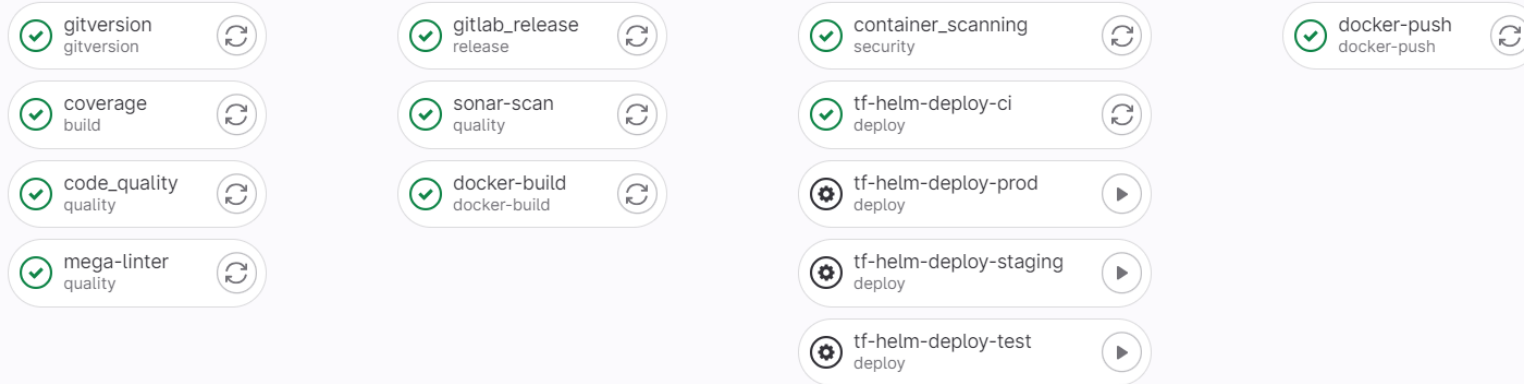 gitversion
gitversion
coverage
build
code_quality
quality
mega-linter
quality
gitlab_release
release
sonar-scan
quality
docker-build
docker-build
container_scanning
security
tf-helm-deploy-ci
deploy
tf-helm-deploy-prod
deploy
tf-helm-deploy-staging
deploy
tf-helm-deploy-test
deploy
docker-push
docker-push